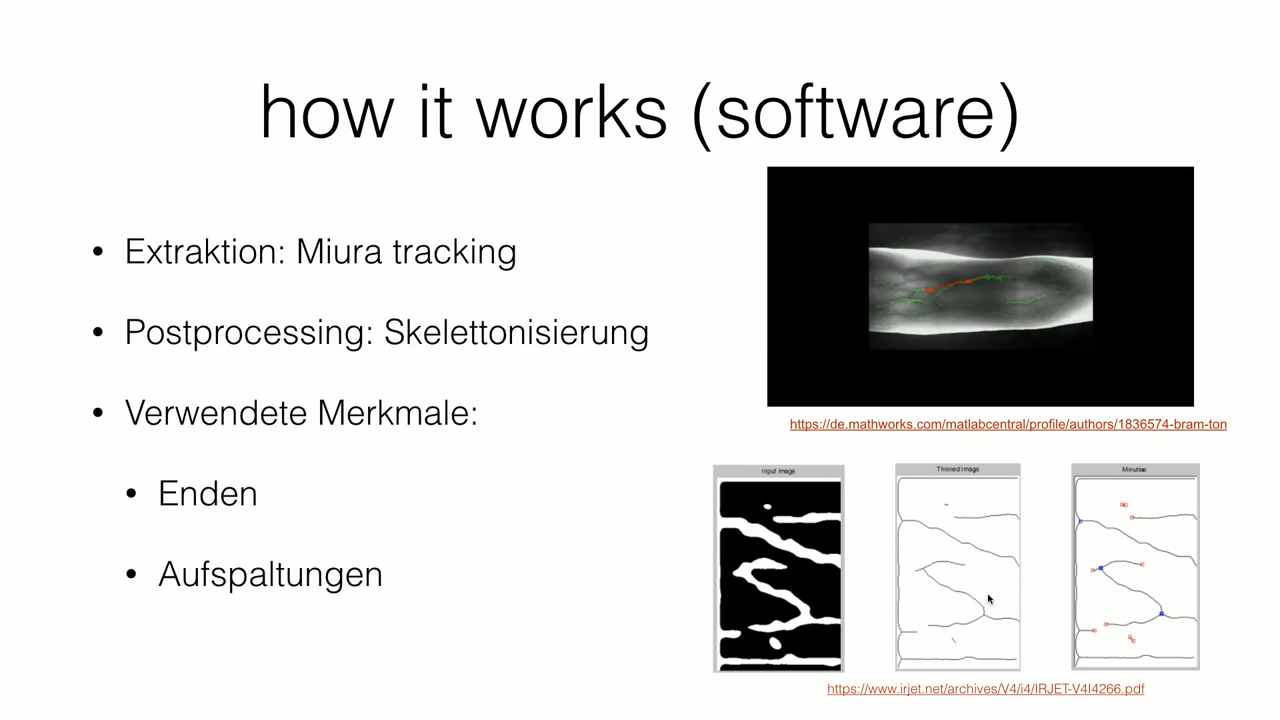 how it works (software)
• Extraktion: Miura tracking
• Postprocessing: Skelettonisierung
• Verwendete Merkmale:
• Enden
• Aufspaltungen
https://de.mathworks.com/matlabcentral/profile/authors/1836574-bram-ton
Input Image
Thinned Image
Minutiae
https://www.irjet.net/archives/V4/i4/IRJET-V4I4266.pdf